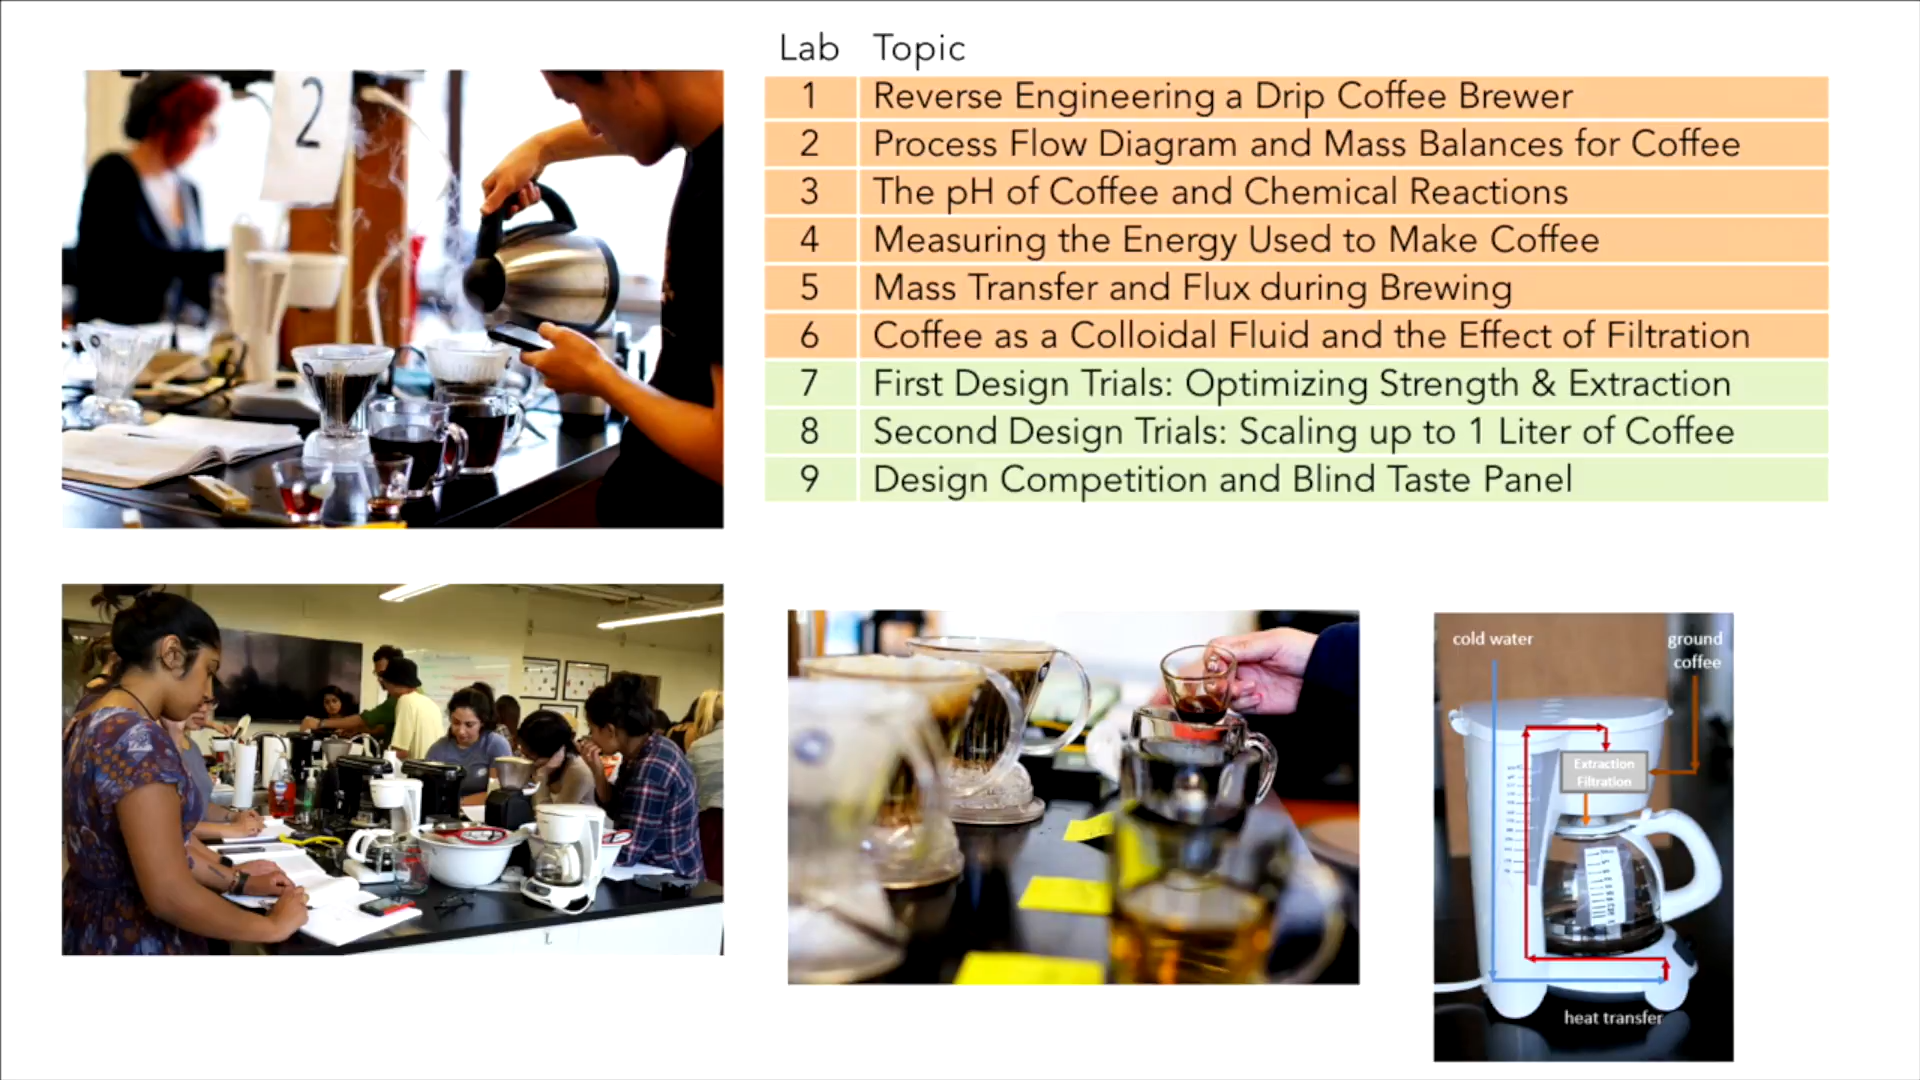 Lab Topic
1 Reverse Engineering a Drip Coffee Brewer
2 Process Flow Diagram and Mass Balances for Coffee
3 The pH of Coffee and Chemical Reactions
4 Measuring the Energy Used to Make Coffee
5 Mass Transfer and Flux during Brewing
6 Coffee as a Colloidal Fluid and the Effect of Filtration
7 First Design Trials: Optimizing Strength & Extraction
8 Second Design Trials: Scaling up to 1 Liter of Coffee
9 Design Competition and Blind Taste Panel
2
cold water
ground
coffee
Extraction
Filtration
heat transfer